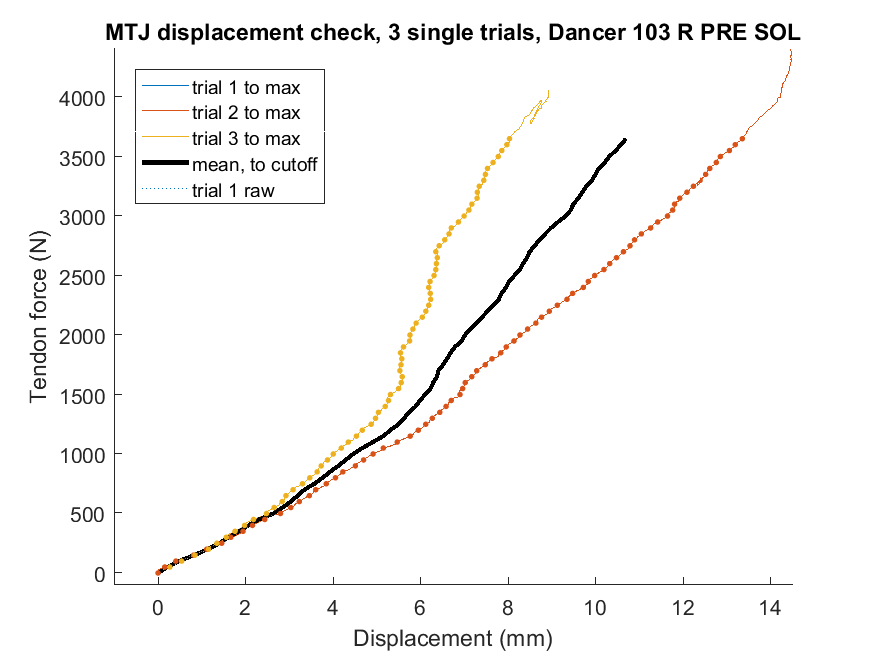 MTJ displacement check, 3 single trials, Dancer 103 R PRE SOL
trial 1 to max
trial 2 to max
trial 3 to max
mean, to cutoff
trial 1 raw
Tendon force (N)
4000
3500
3000
2500
2000
1500
1000
500
0
0 2 4 6 8 10 12 14
Displacement (mm)